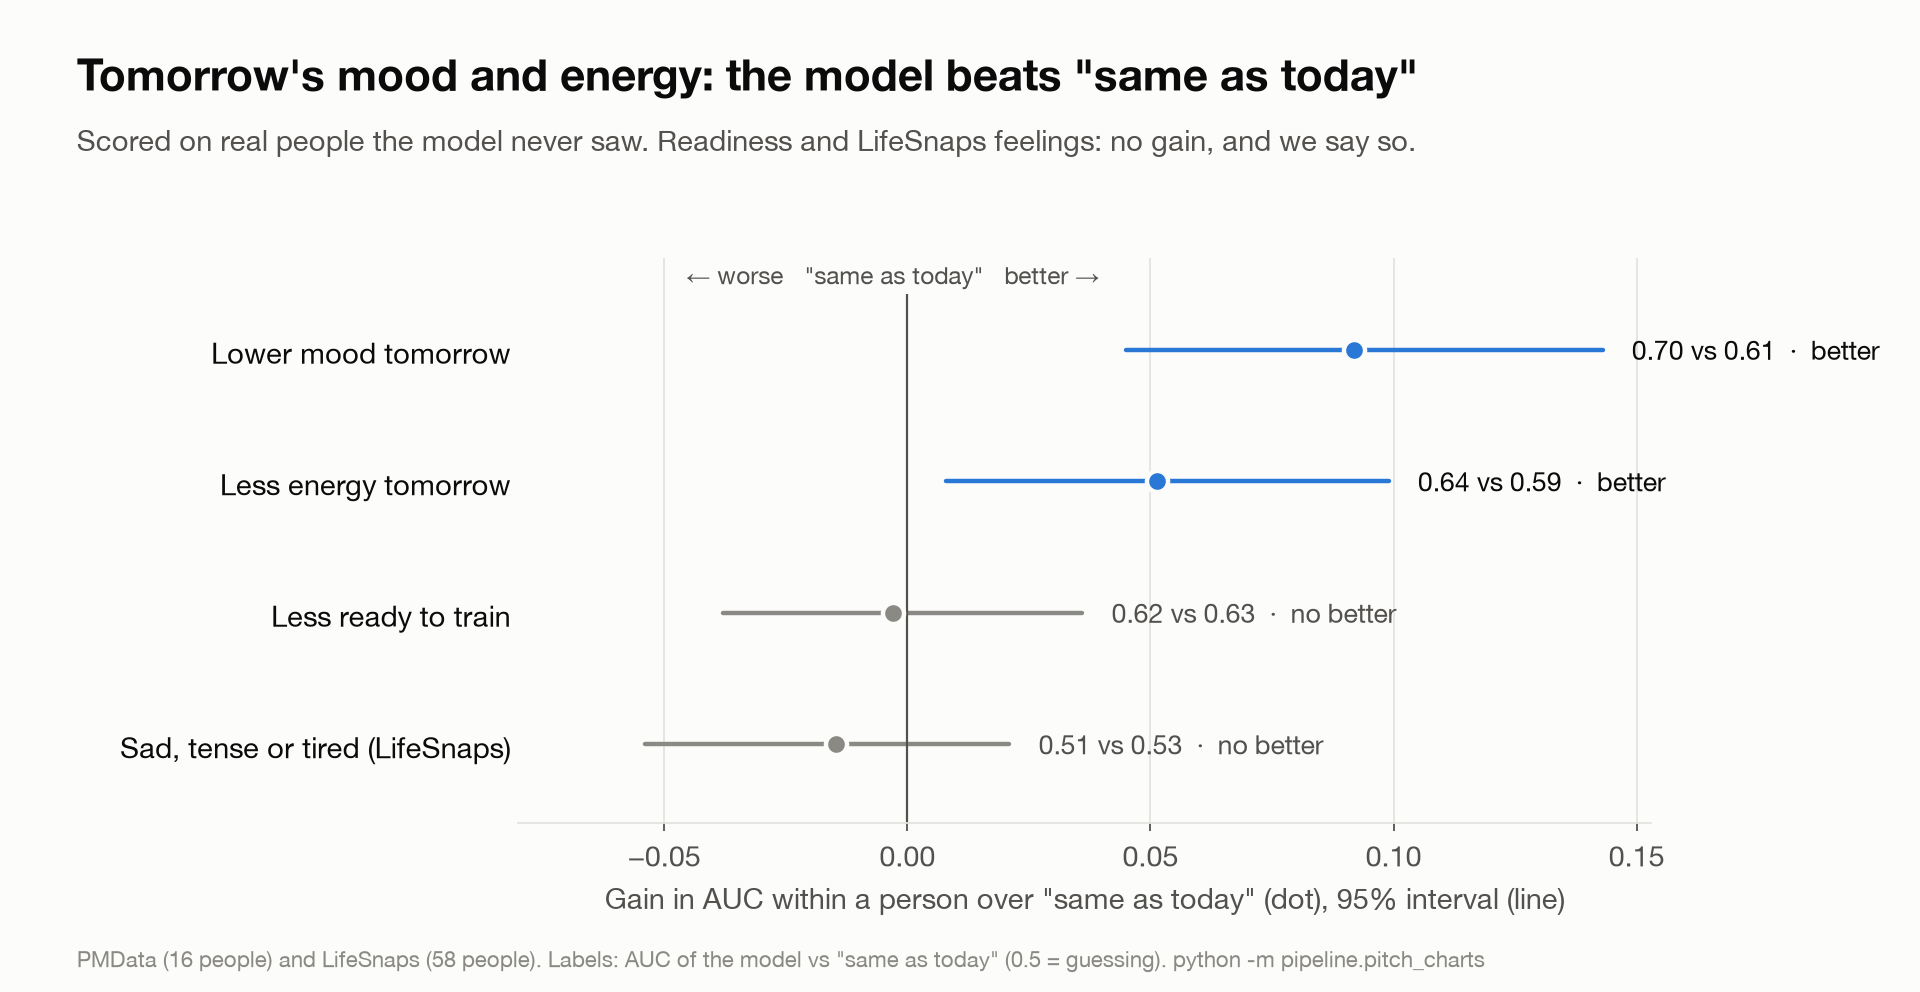 Tomorrow's mood and energy: the model beats "same as today"
Scored on real people the model never saw. Readiness and LifeSnaps feelings: no gain, and we say so.
← worse "same as today" better →
Lower mood tomorrow
0.70 vs 0.61 · better
Less energy tomorrow
0.64 vs 0.59 · better
Less ready to train
0.62 vs 0.63 · no better
Sad, tense or tired (LifeSnaps)
0.51 vs 0.53 · no better
−0.05 0.00 0.05 0.10 0.15
Gain in AUC within a person over "same as today" (dot), 95% interval (line)
PMData (16 people) and LifeSnaps (58 people). Labels: AUC of the model vs "same as today" (0.5 = guessing). python -m pipeline.pitch_charts